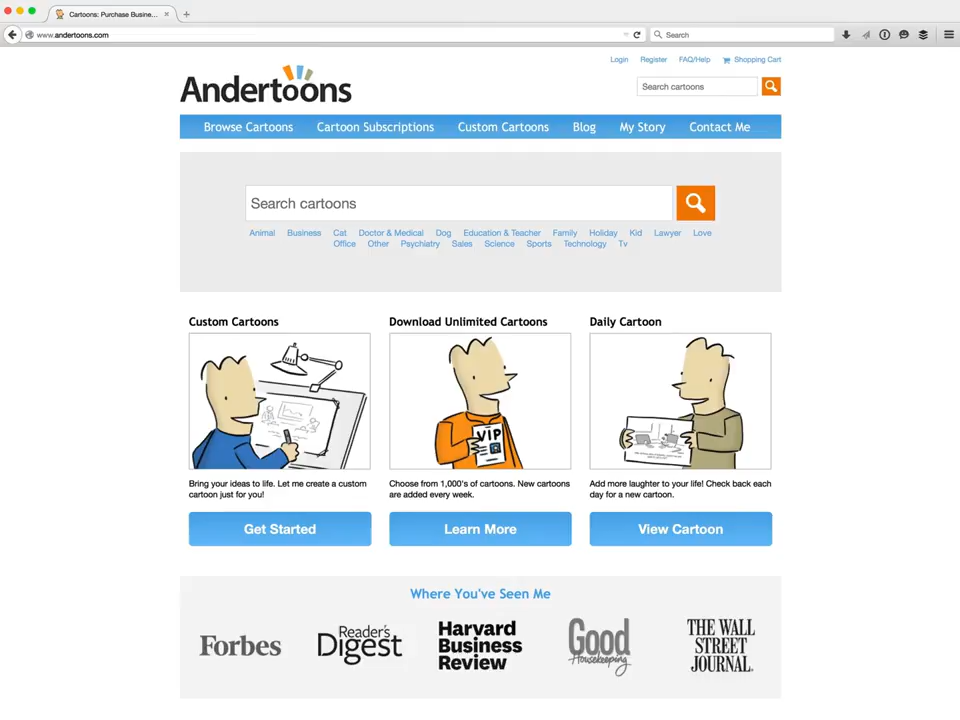 Cartoons: Purchase Busine...
www.andertoons.com
Search
Login Register FAQ/Help Shopping Cart
Andertoons
Search cartoons
Browse Cartoons Cartoon Subscriptions Custom Cartoons Blog My Story Contact Me
Search cartoons
Animal Business Cat Doctor & Medical Dog Education & Teacher Family Holiday Kid Lawyer Love
Office Other Psychiatry Sales Science Sports Technology Tv
Custom Cartoons
Bring your ideas to life. Let me create a custom
cartoon just for you!
Get Started
Download Unlimited Cartoons
VIP
Choose from 1,000's of cartoons. New cartoons
are added every week.
Learn More
Daily Cartoon
Add more laughter to your life! Check back each
day for a new cartoon.
View Cartoon
Where You've Seen Me
Forbes
Reader's
Digest
Harvard
Business
Review
Good
Housekeeping
THE WALL
STREET
JOURNAL.